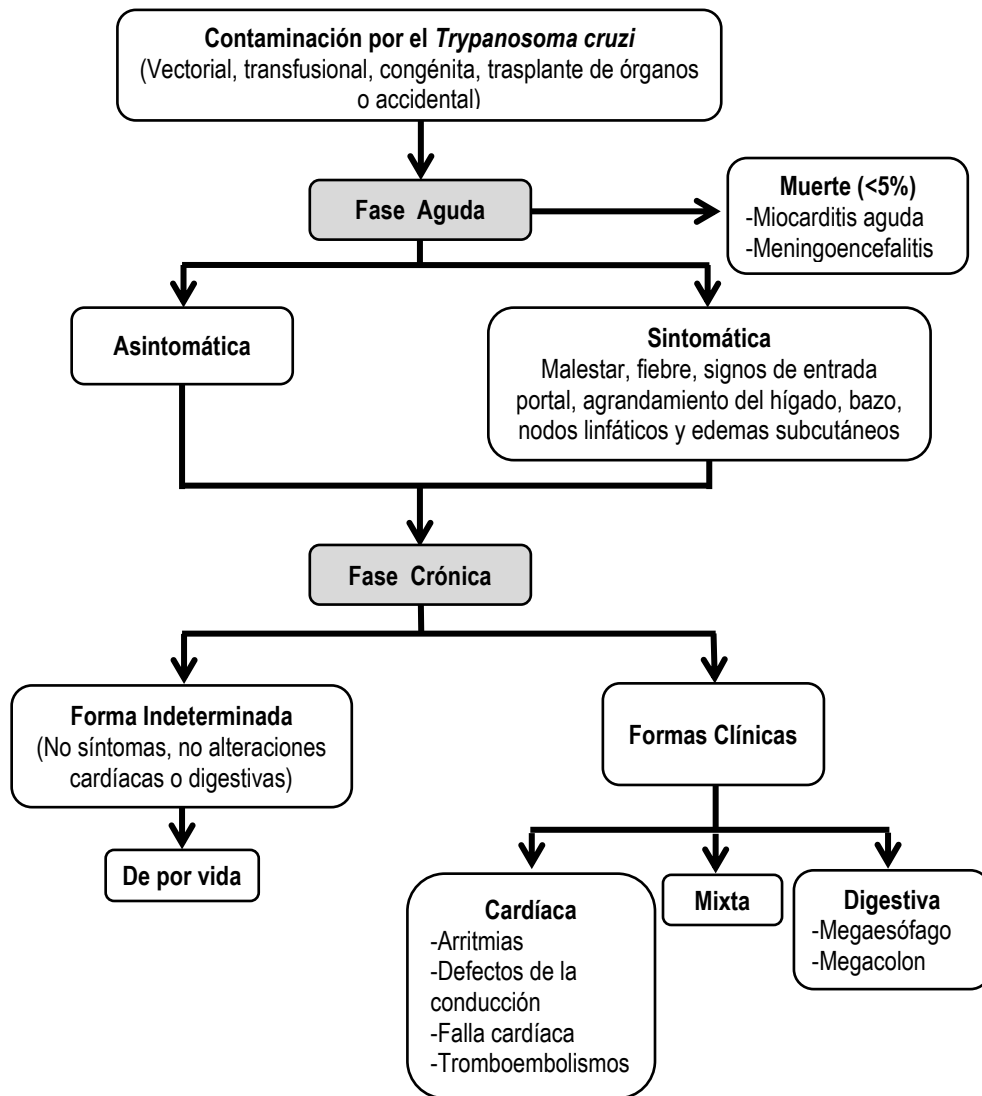 Contaminación por el Trypanosoma cruzi
(Vectorial, transfusional, congénita, trasplante de órganos
o accidental)
Fase Aguda
Muerte (<5%)
-Miocarditis aguda
-Meningoencefalitis
Asintomática
Sintomática
Malestar, fiebre, signos de entrada
portal, agrandamiento del hígado, bazo,
nodos linfáticos y edemas subcutáneos
Fase Crónica
Forma Indeterminada
(No síntomas, no alteraciones
cardíacas o digestivas)
Formas Clínicas
De por vida
Cardíaca
-Arritmias
-Defectos de la
conducción
-Falla cardíaca
-Tromboembolismos
Mixta
Digestiva
-Megaesófago
-Megacolon